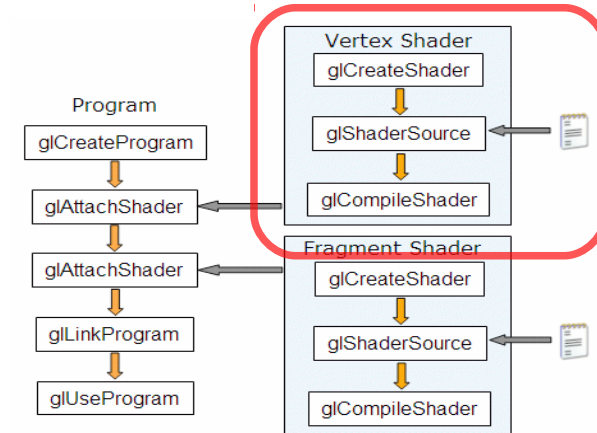 Program
glCreateProgram
glAttachShader
glAttachShader
glLinkProgram
glUseProgram
Vertex Shader
glCreateShader
glShaderSource
glCompileShader
Fragment Shader
glCreateShader
glShaderSource
glCompileShader